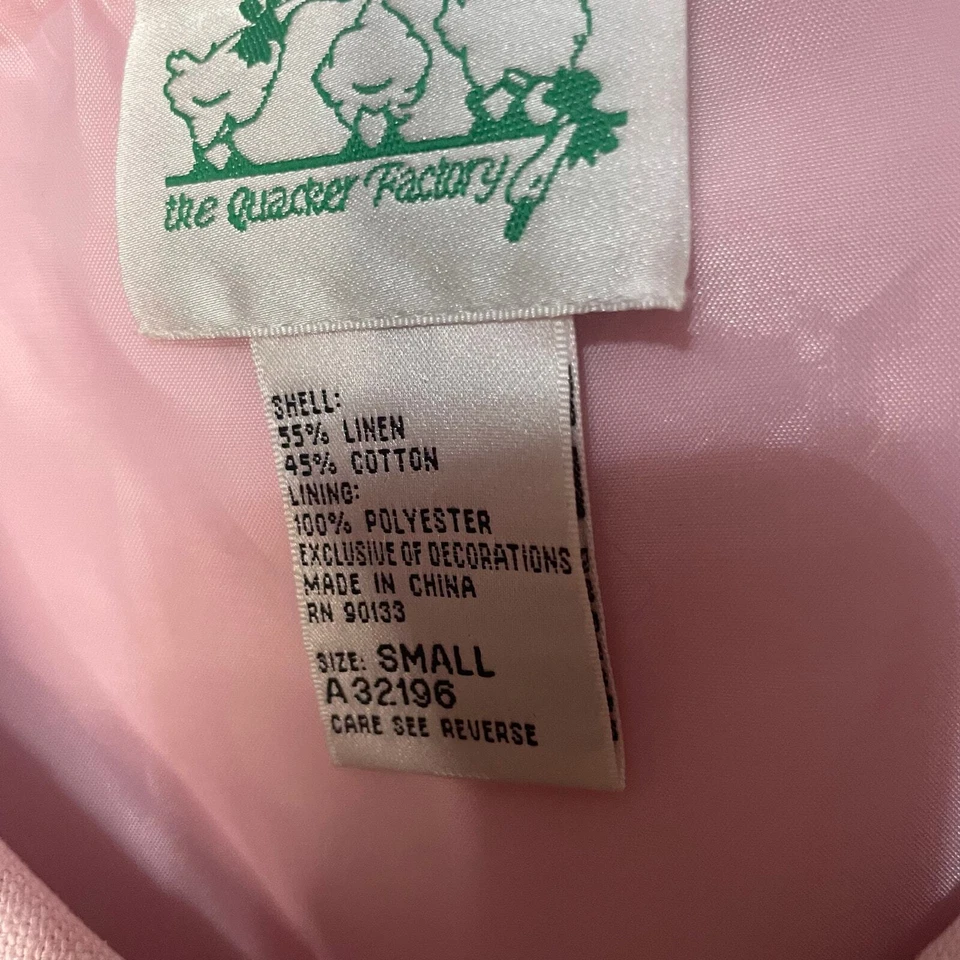 the Quacker Factory
SHELL:
55% LINEN
45% COTTON
LINING:
100% POLYESTER
EXCLUSIVE OF DECORATIONS
MADE IN CHINA
RN 90133
SIZE: SMALL
A32196
CARE SEE REVERSE